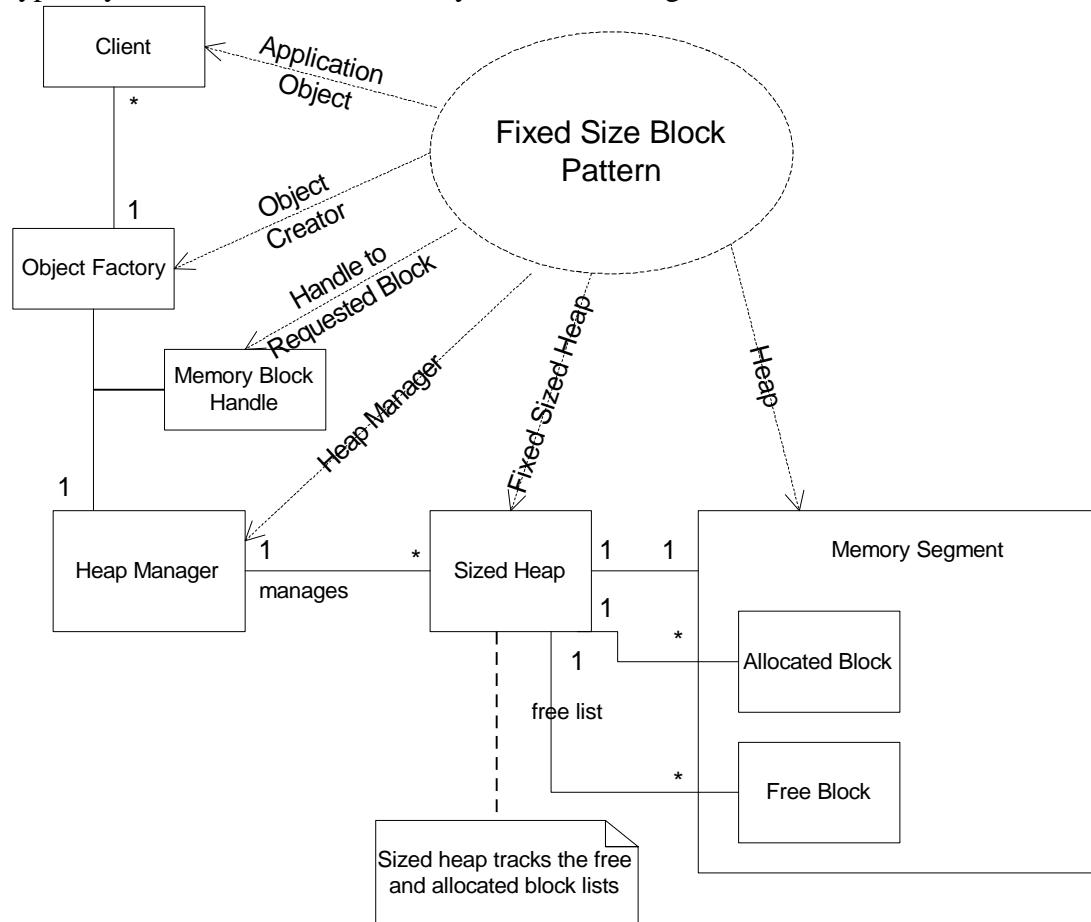 Client
Application
Object
Fixed Size Block
Pattern
*
1
Object
Creator
Object Factory
Handle to
Requested Block
Memory Block
Handle
Heap Manager
Fixed Sized Heap
Heap
1
Heap Manager
1
manages
*
Sized Heap
1
1
Memory Segment
1
*
Allocated Block
1
free list
*
Free Block
Sized heap tracks the free
and allocated block lists